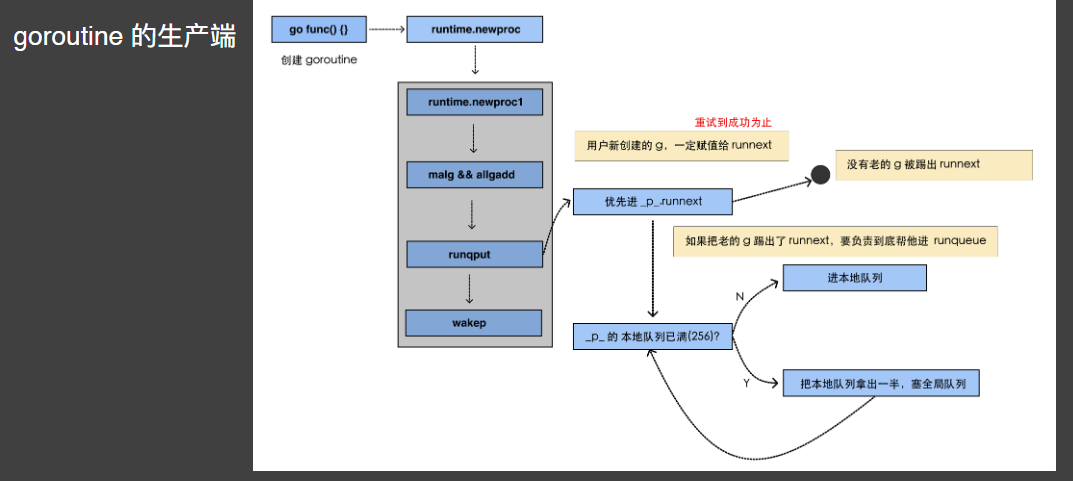 goroutine 的生产端
go func() {}
runtime.newproc
创建 goroutine
runtime.newproc1
malg && allgadd
runqput
wakep
重试到成功为止
用户新创建的 g，一定赋值给 runnext
没有老的 g 被踢出 runnext
优先进 _p_.runnext
如果把老的 g 踢出了 runnext，要负责到底帮他进 runqueue
进本地队列
N
_p_ 的 本地队列已满(256)?
Y
把本地队列拿出一半，塞全局队列